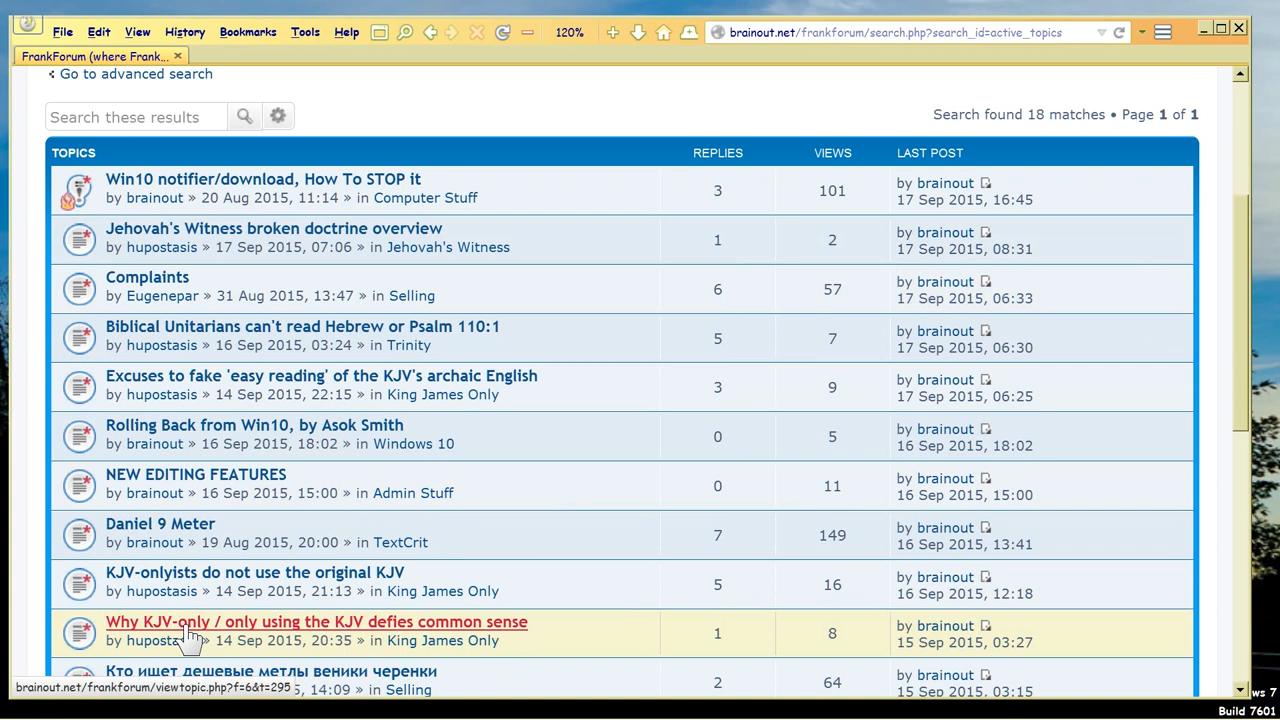 File Edit View History Bookmarks Tools Help 120% brainout.net/frankforum/search.php?search_id=active_topics
FrankForum (where Frank...
Go to advanced search
Search these results
Search found 18 matches • Page 1 of 1
TOPICS REPLIES VIEWS LAST POST
Win10 notifier/download, How To STOP it
by brainout » 20 Aug 2015, 11:14 » in Computer Stuff
3 101
by brainout
17 Sep 2015, 16:45
Jehovah's Witness broken doctrine overview
by hupostasis » 17 Sep 2015, 07:06 » in Jehovah's Witness
1 2
by brainout
17 Sep 2015, 08:31
Complaints
by Eugenepar » 31 Aug 2015, 13:47 » in Selling
6 57
by brainout
17 Sep 2015, 06:33
Biblical Unitarians can't read Hebrew or Psalm 110:1
by hupostasis » 16 Sep 2015, 03:24 » in Trinity
5 7
by brainout
17 Sep 2015, 06:30
Excuses to fake 'easy reading' of the KJV's archaic English
by hupostasis » 14 Sep 2015, 22:15 » in King James Only
3 9
by brainout
17 Sep 2015, 06:25
Rolling Back from Win10, by Asok Smith
by brainout » 16 Sep 2015, 18:02 » in Windows 10
0 5
by brainout
16 Sep 2015, 18:02
NEW EDITING FEATURES
by brainout » 16 Sep 2015, 15:00 » in Admin Stuff
0 11
by brainout
16 Sep 2015, 15:00
Daniel 9 Meter
by brainout » 19 Aug 2015, 20:00 » in TextCrit
7 149
by brainout
16 Sep 2015, 13:41
KJV-onlyists do not use the original KJV
by hupostasis » 14 Sep 2015, 21:13 » in King James Only
5 16
by brainout
16 Sep 2015, 12:18
Why KJV-only / only using the KJV defies common sense
by » 14 Sep 2015, 20:35 » in King James Only
1 8
by brainout
15 Sep 2015, 03:27
Кто ищет дешевые метлы веники черенки
14:09 » in Selling
2 64
by brainout
15 Sep 2015, 03:15
brainout.net/frankforum/viewtopic.php?f=6&t=295
ws 7
Build 7601